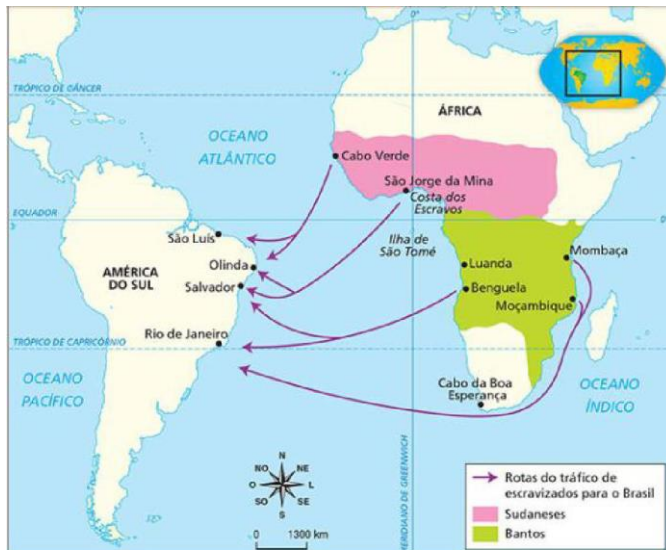 0°
TRÓPICO DE CÂNCER
ÁFRICA
OCEANO
ATLÂNTICO
Cabo Verde
São Jorge da Mina
Costa dos
Escravos
EQUADOR
0°
São Luís
Ilha de
São Tomé
Mombaça
Olinda
Luanda
AMÉRICA
DO SUL
Salvador
Benguela
Moçambique
Rio de Janeiro
TRÓPICO DE CAPRICÓRNIO
OCEANO
PACÍFICO
Cabo da Boa
Esperança
OCEANO
ÍNDICO
N
NO
NE
O
L
SO
SE
S
MERIDIANO DE GREENWICH
0
1300 km
Rotas do tráfico de
escravizados para o Brasil
Sudaneses
Bantos